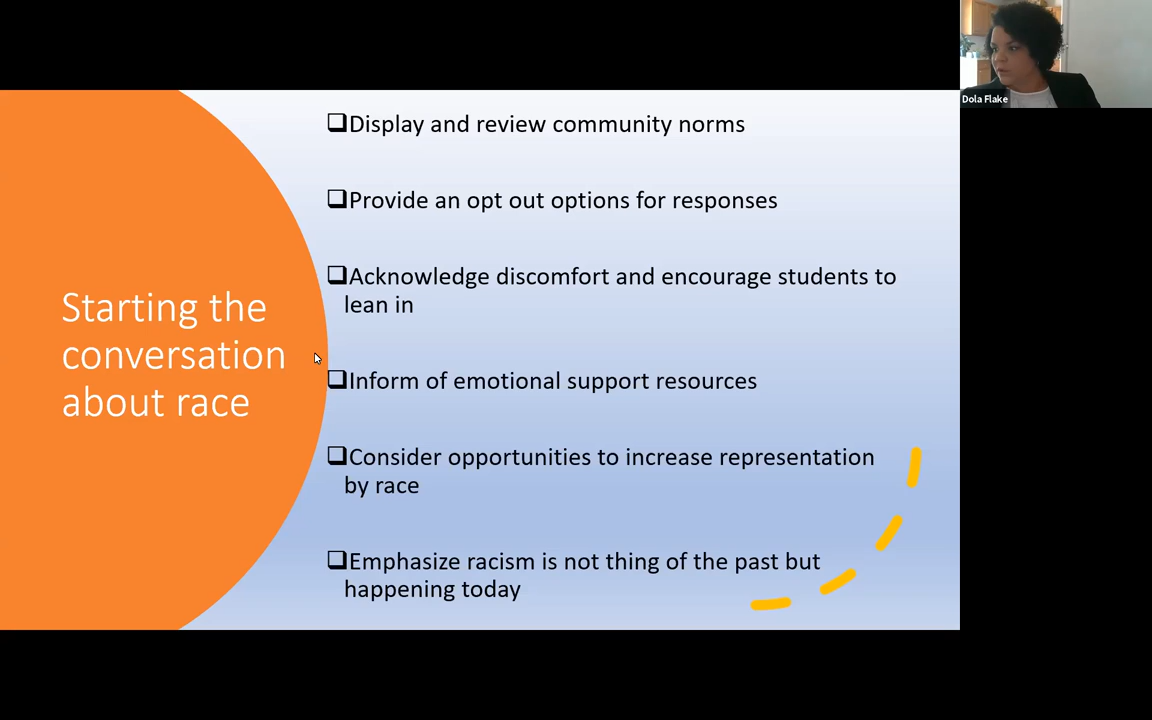 Dola Flake
Display and review community norms
Provide an opt out options for responses
Acknowledge discomfort and encourage students to
lean in
Starting the
conversation
about race
Inform of emotional support resources
Consider opportunities to increase representation
by race
Emphasize racism is not thing of the past but
happening today